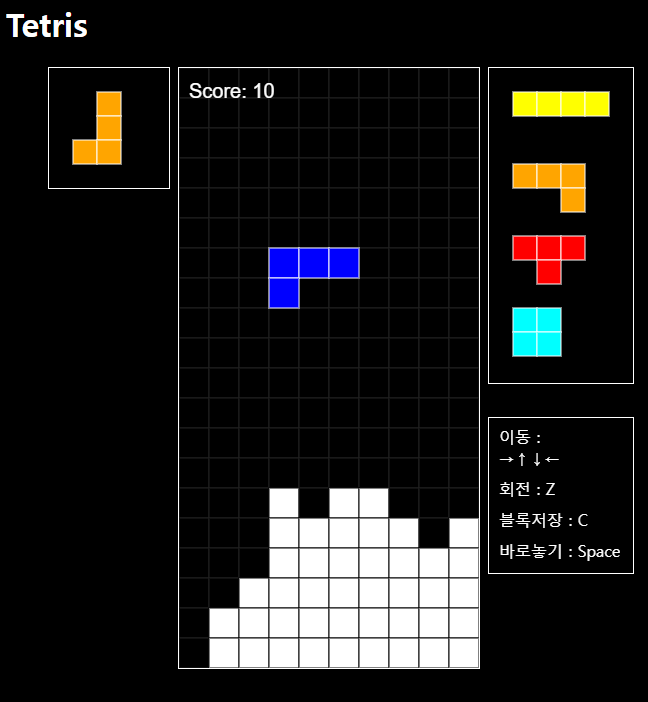 Tetris
Score: 10
이동 :
→↑↓←
회전 : Z
블록저장 : C
바로놓기 : Space